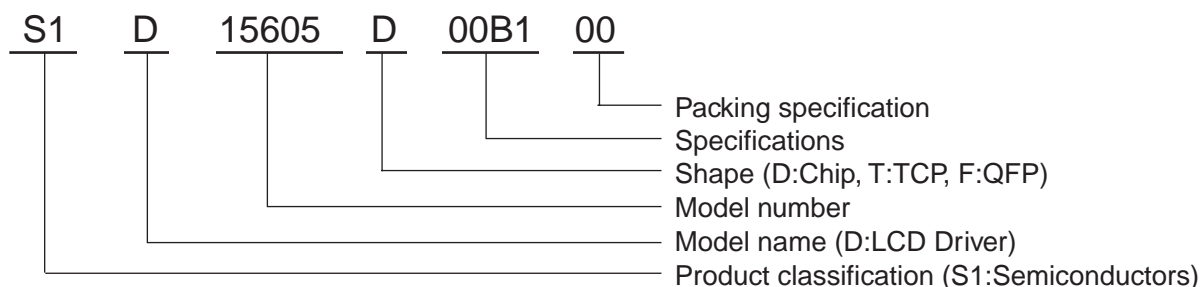 S1 D 15605 D 00B1 00
Packing specification
Specifications
Shape (D:Chip, T:TCP, F:QFP)
Model number
Model name (D:LCD Driver)
Product classification (S1:Semiconductors)